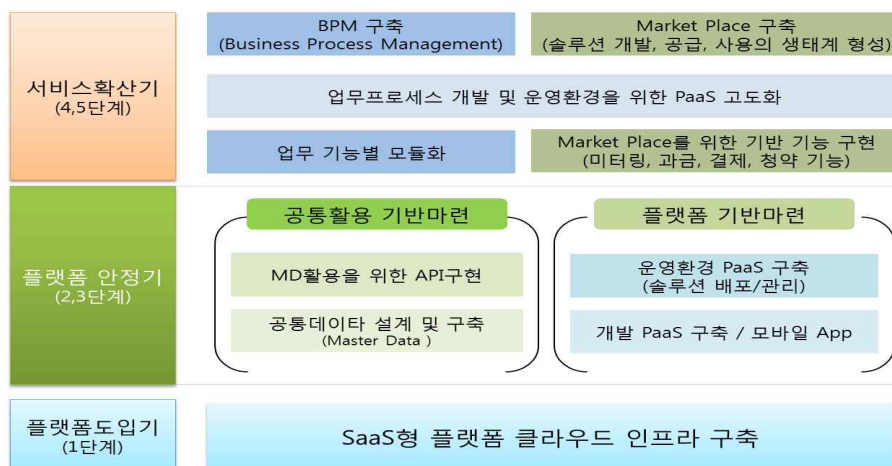 서비스확산기
(4,5단계)
BPM 구축
(Business Process Management)
Market Place 구축
(솔루션 개발, 공급, 사용의 생태계 형성)
업무프로세스 개발 및 운영환경을 위한 PaaS 고도화
업무 기능별 모듈화
Market Place를 위한 기반 기능 구현
(미터링, 과금, 결제, 청약 기능)
플랫폼 안정기
(2,3단계)
공통활용 기반마련
MD활용을 위한 API구현
공통데이타 설계 및 구축
(Master Data )
플랫폼 기반마련
운영환경 PaaS 구축
(솔루션 배포/관리)
개발 PaaS 구축 / 모바일 App
플랫폼도입기
(1단계)
SaaS형 플랫폼 클라우드 인프라 구축